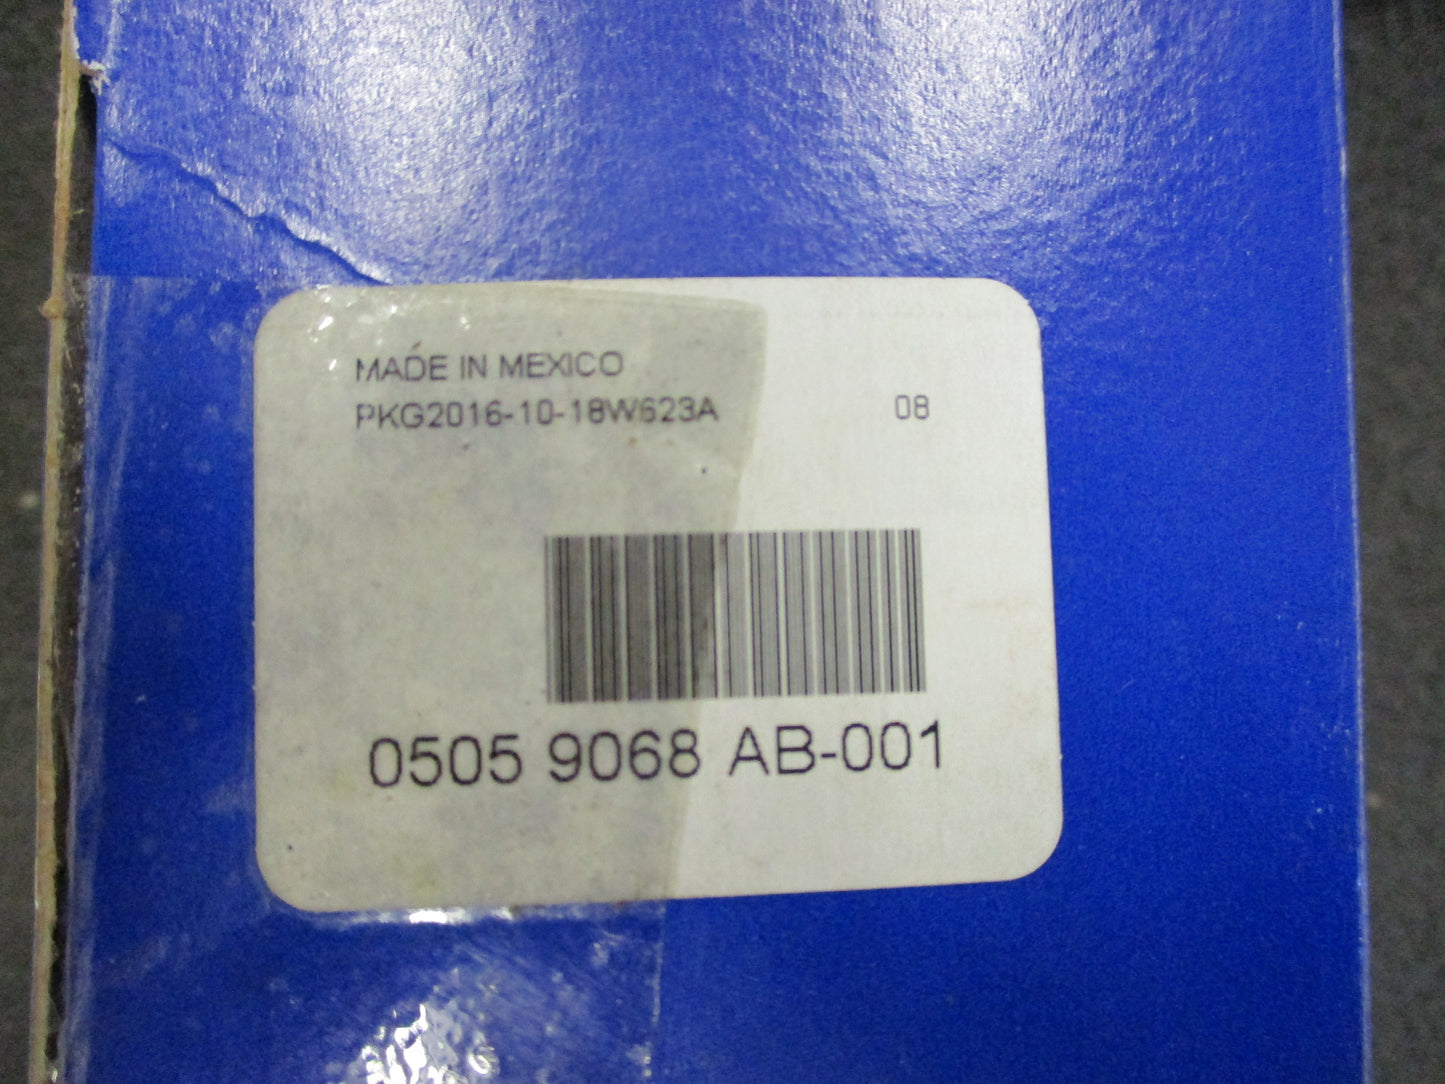 MADE IN MEXICO
PKG2016-10-18W623A 08
0505 9068 AB-001